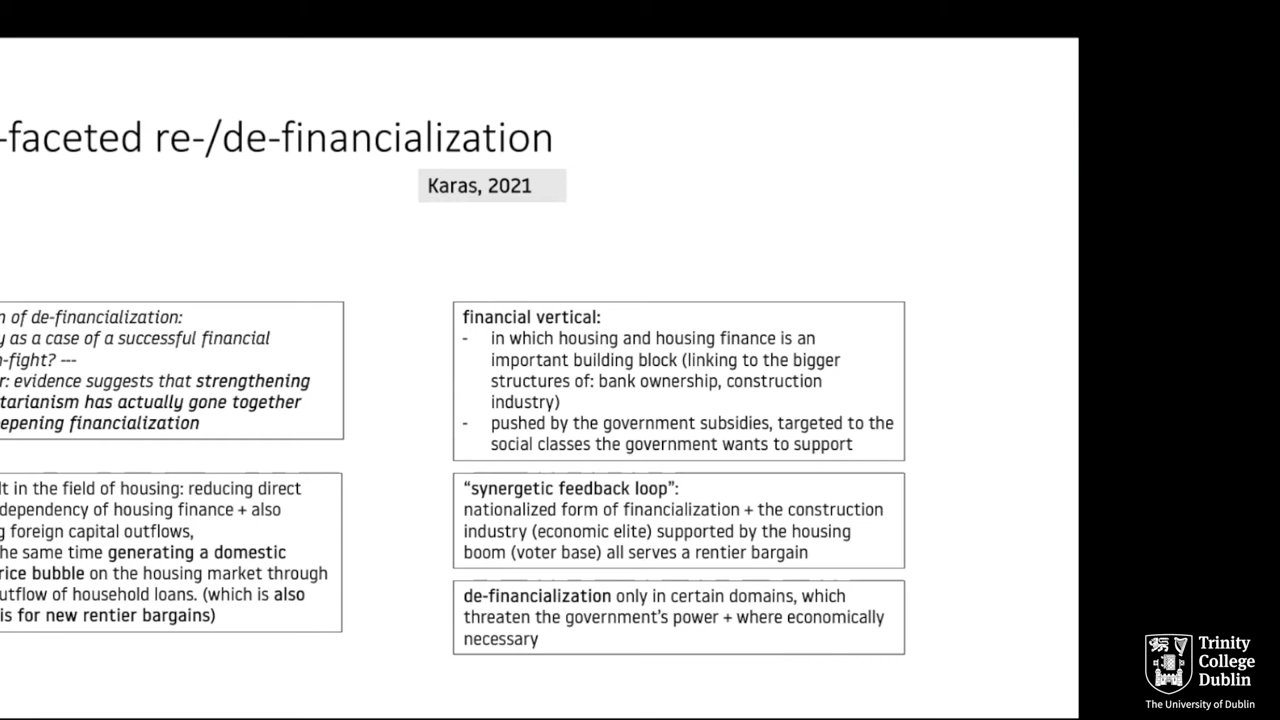 -faceted re-/de-financialization
Karas, 2021
n of de-financialization:
y as a case of a successful financial
n-fight? ---
r: evidence suggests that strengthening
tarianism has actually gone together
epening financialization
lt in the field of housing: reducing direct
dependency of housing finance + also
g foreign capital outflows,
he same time generating a domestic
rice bubble on the housing market through
utflow of household loans. (which is also
is for new rentier bargains)
financial vertical:
- in which housing and housing finance is an
important building block (linking to the bigger
structures of: bank ownership, construction
industry)
- pushed by the government subsidies, targeted to the
social classes the government wants to support
“synergetic feedback loop”:
nationalized form of financialization + the construction
industry (economic elite) supported by the housing
boom (voter base) all serves a rentier bargain
de-financialization only in certain domains, which
threaten the government’s power + where economically
necessary
Trinity
College
Dublin
The University of Dublin